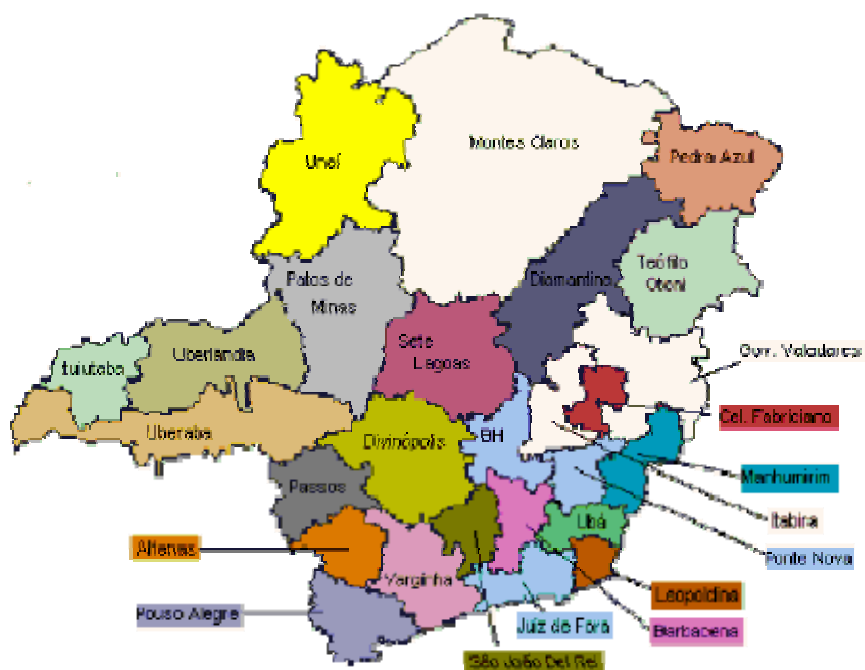 Montes Claros
Unaí
Pedra Azul
Teófilo
Otoni
Diamantina
Patos de
Minas
Sete
Lagoas
Uberlandia
Ituiutaba
Gov. Valadares
Cel. Fabriciano
Uberaba
Divinópolis
BH
Manhumirim
Passos
Itabira
Ubá
Alfenas
Ponte Nova
Varginha
Leopoldina
Pouso Alegre
Juiz de Fora
Barbacena
São João Del Rei